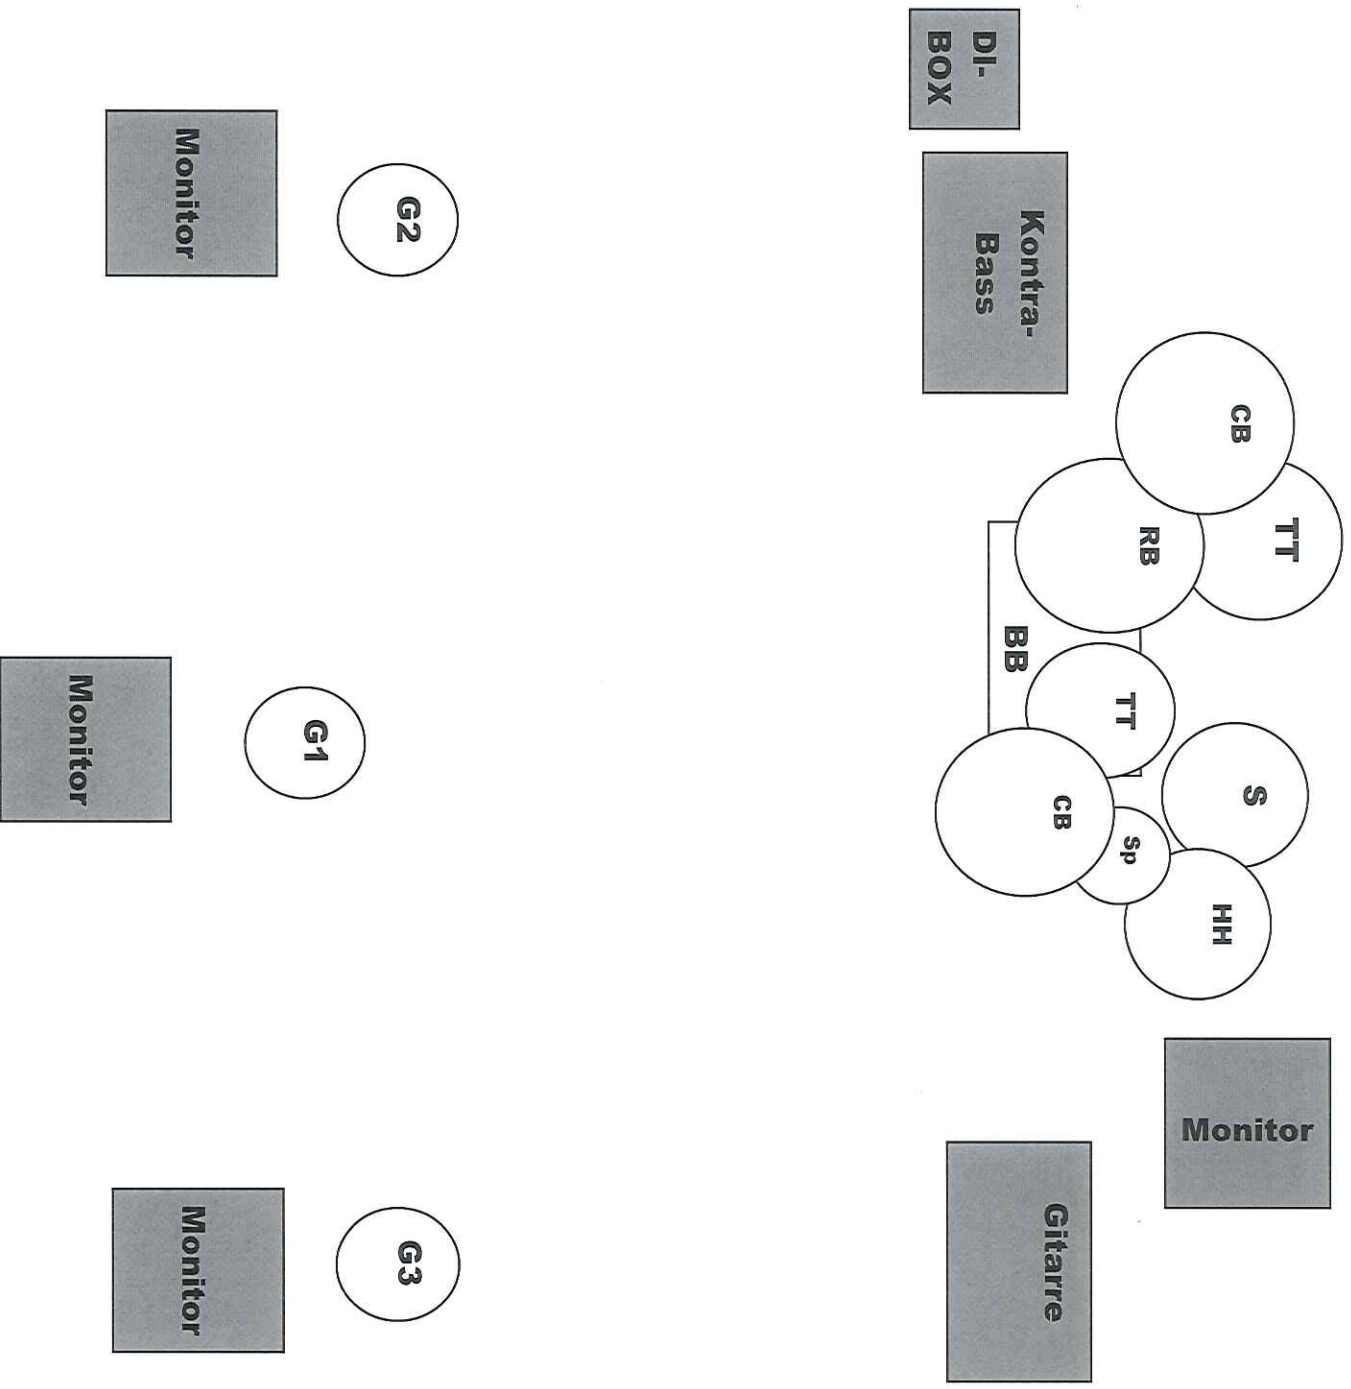 DI-
BOX
Kontra-
Bass
CB
TT
RB
BB
TT
S
CB
Sp
HH
Monitor
Gitarre
Monitor
G2
Monitor
G1
Monitor
G3